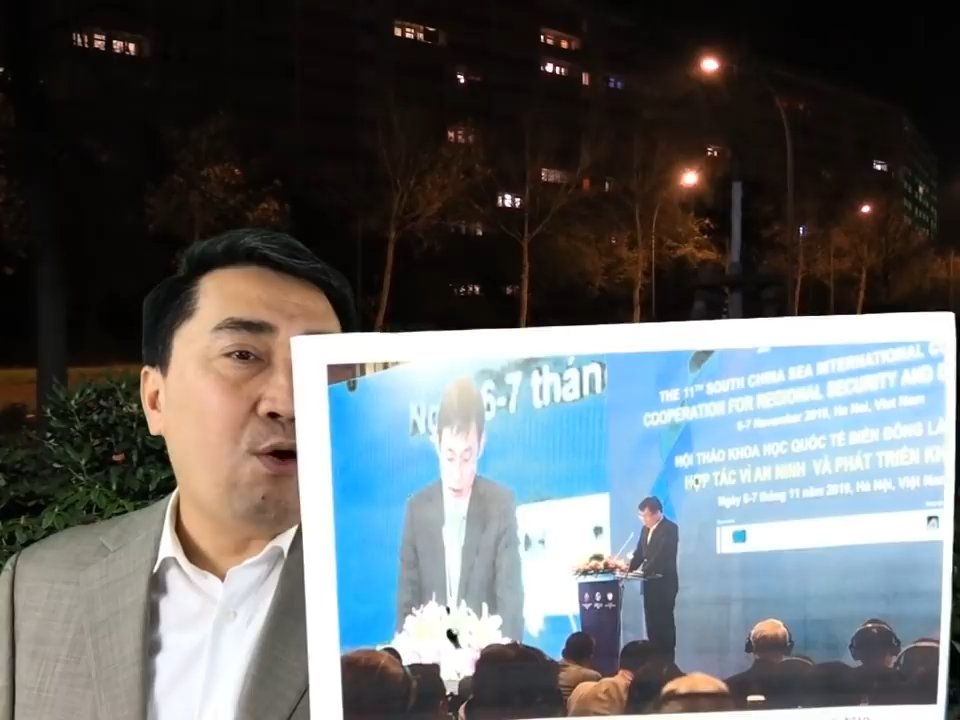 6-7 thán
THE 11TH SOUTH CHINA SEA INTERNATIONAL CO
COOPERATION FOR REGIONAL SECURITY AND D
6-7 November 2019, Ha Noi, Viet Nam
HỘI THẢO KHOA HỌC QUỐC TẾ BIỂN ĐÔNG LẦ
HỢP TÁC VÌ AN NINH VÀ PHÁT TRIỂN KH
Ngày 6-7 tháng 11 năm 2019, Hà Nội, Việt Nam